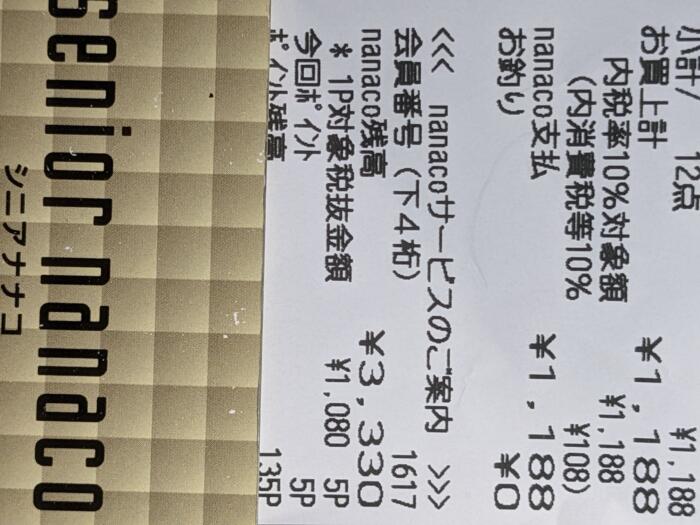 小計/ 12点 ¥1,188
お買上計 ¥1,188
内税率10%対象額 ¥1,188
(内消費税等10% ¥108)
nanaco支払 ¥1,188
お釣り ¥0
<<< nanacoサービスのご案内 >>>
会員番号(下4桁) 1617
nanaco残高 ¥3,330
* 1P対象税抜金額 ¥1,080 5P
今回ポイント 5P
ポイント残高 135P
senior nanaco
シニアナナコ